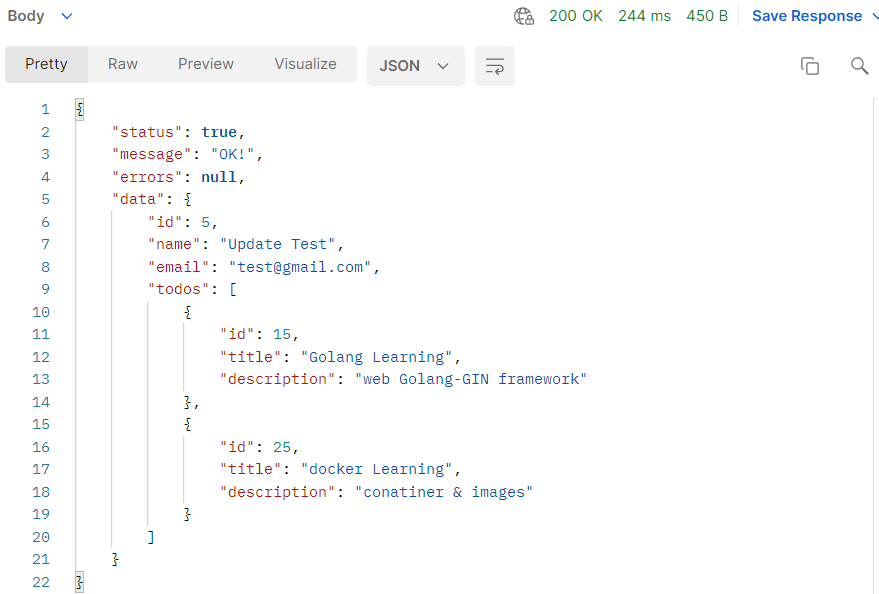 Body 200 OK 244 ms 450 B Save Response
Pretty Raw Preview Visualize JSON
1 {
2 "status": true,
3 "message": "OK!",
4 "errors": null,
5 "data": {
6 "id": 5,
7 "name": "Update Test",
8 "email": "test@gmail.com",
9 "todos": [
10 {
11 "id": 15,
12 "title": "Golang Learning",
13 "description": "web Golang-GIN framework"
14 },
15 {
16 "id": 25,
17 "title": "docker Learning",
18 "description": "conatiner & images"
19 }
20 ]
21 }
22 }